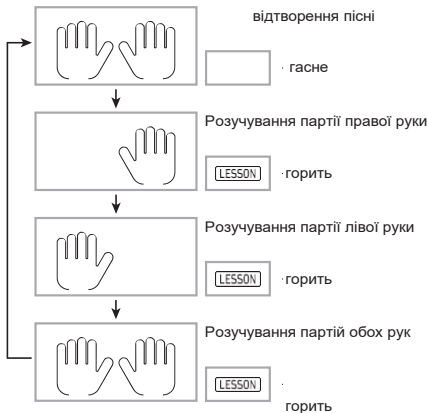 відтворення пісні
· гасне
Розучування партії правої руки
LESSON · горить
Розучування партії лівої руки
LESSON · горить
Розучування партій обох рук
LESSON ·
горить